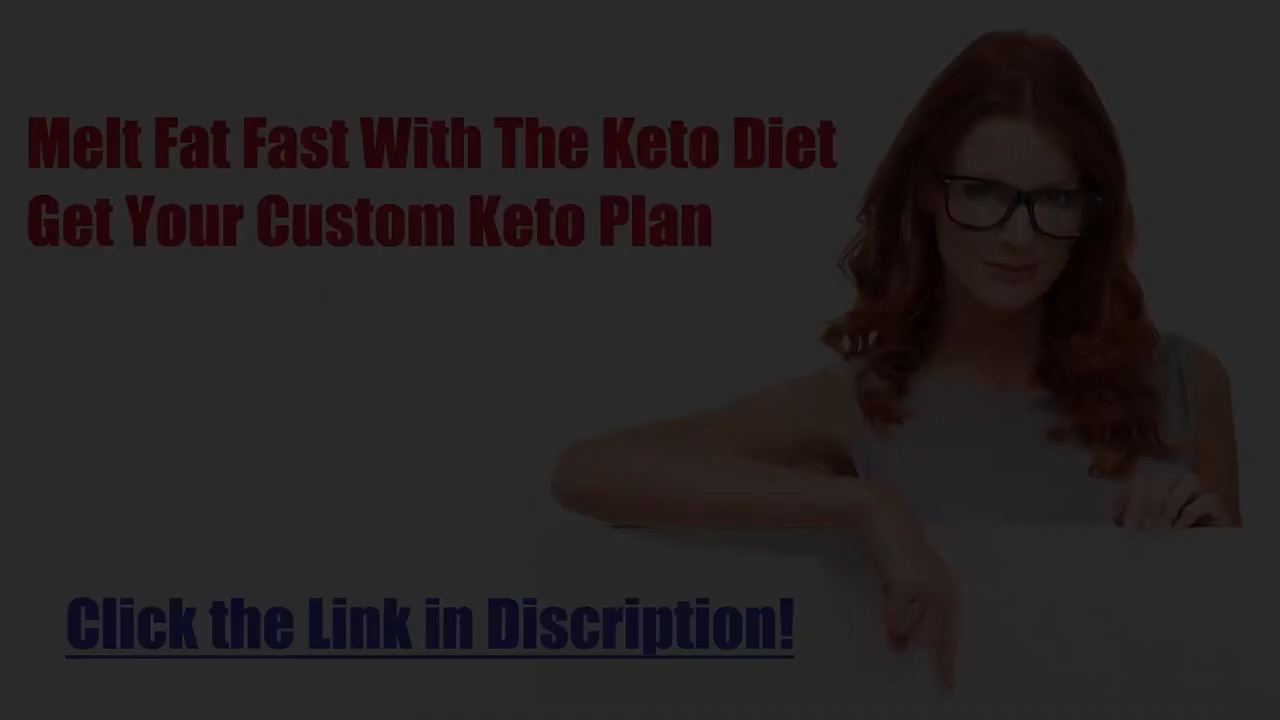 Melt Fat Fast With The Keto Diet
Get Your Custom Keto Plan
Click the Link in Discription!